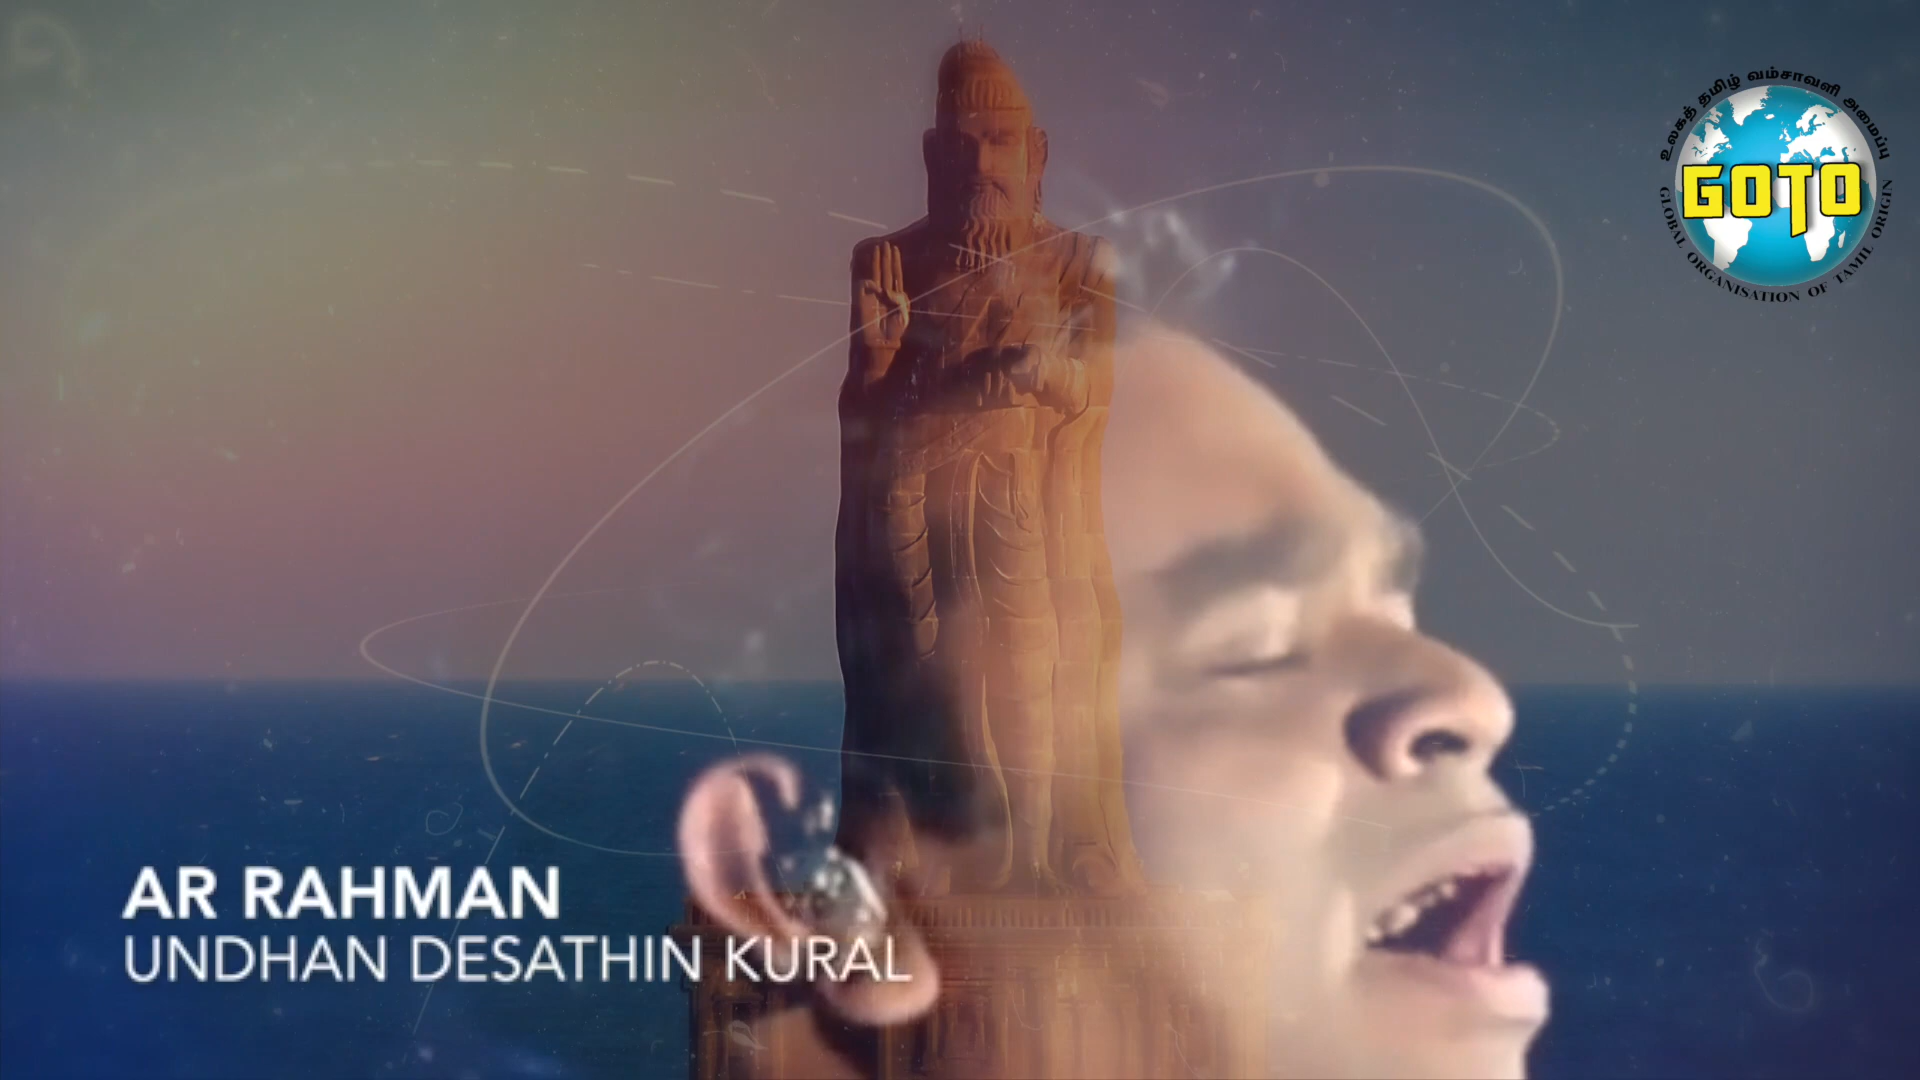 உலகத் தமிழ் வம்சாவளி அமைப்பு
GOTO
GLOBAL ORGANISATION OF TAMIL ORIGIN
AR RAHMAN
UNDHAN DESATHIN KURAL